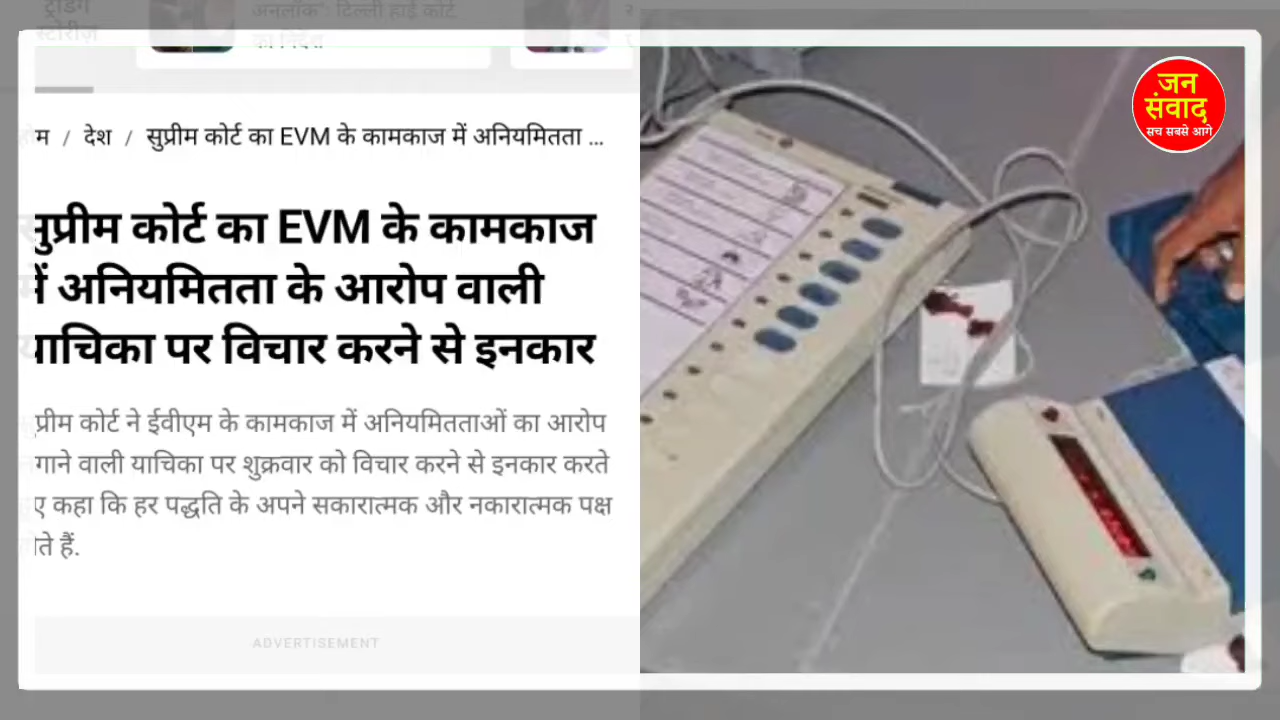 ट्रेंडिंग
स्टोरीज़
अनलॉक": दिल्ली हाई कोर्ट
का निर्देश
होम / देश / सुप्रीम कोर्ट का EVM के कामकाज में अनियमितता ...
सुप्रीम कोर्ट का EVM के कामकाज
में अनियमितता के आरोप वाली
याचिका पर विचार करने से इनकार
प्रीम कोर्ट ने ईवीएम के कामकाज में अनियमितताओं का आरोप
गाने वाली याचिका पर शुक्रवार को विचार करने से इनकार करते
ए कहा कि हर पद्धति के अपने सकारात्मक और नकारात्मक पक्ष
ते हैं.
ADVERTISEMENT
जन
संवाद
सच सबसे आगे